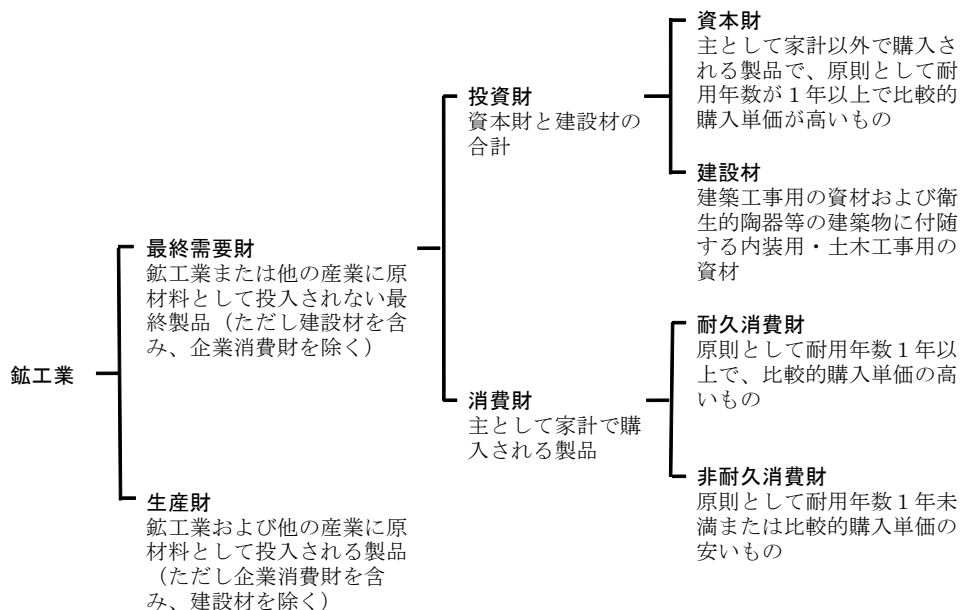 鉱工業
最終需要財
鉱工業または他の産業に原
材料として投入されない最
終製品（ただし建設材を含
み、企業消費財を除く）
生産財
鉱工業および他の産業に原
材料として投入される製品
（ただし企業消費財を含
み、建設材を除く）
投資財
資本財と建設材の
合計
消費財
主として家計で購
入される製品
資本財
主として家計以外で購入さ
れる製品で、原則として耐
用年数が１年以上で比較的
購入単価が高いもの
建設材
建築工事用の資材および衛
生的陶器等の建築物に付随
する内装用・土木工事用の
資材
耐久消費財
原則として耐用年数１年以
上で、比較的購入単価の高
いもの
非耐久消費財
原則として耐用年数１年未
満または比較的購入単価の
安いもの